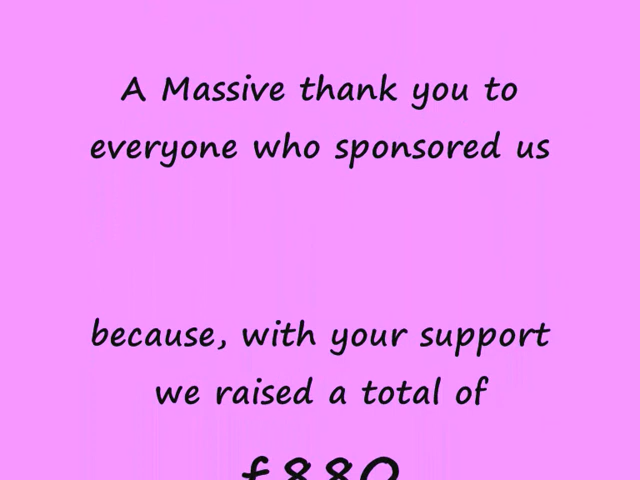 A Massive thank you to
everyone who sponsored us
because, with your support
we raised a total of
£880